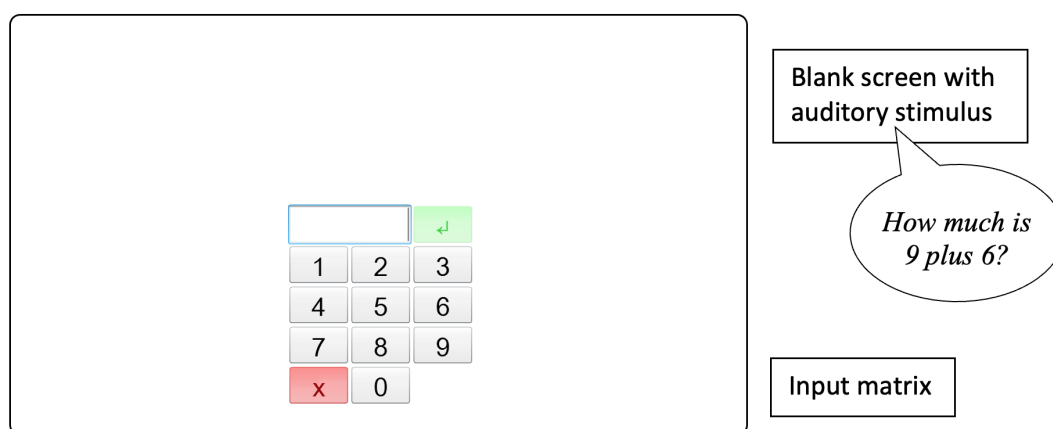 Blank screen with
auditory stimulus
How much is
9 plus 6?
↲
1 2 3
4 5 6
7 8 9
x 0
Input matrix